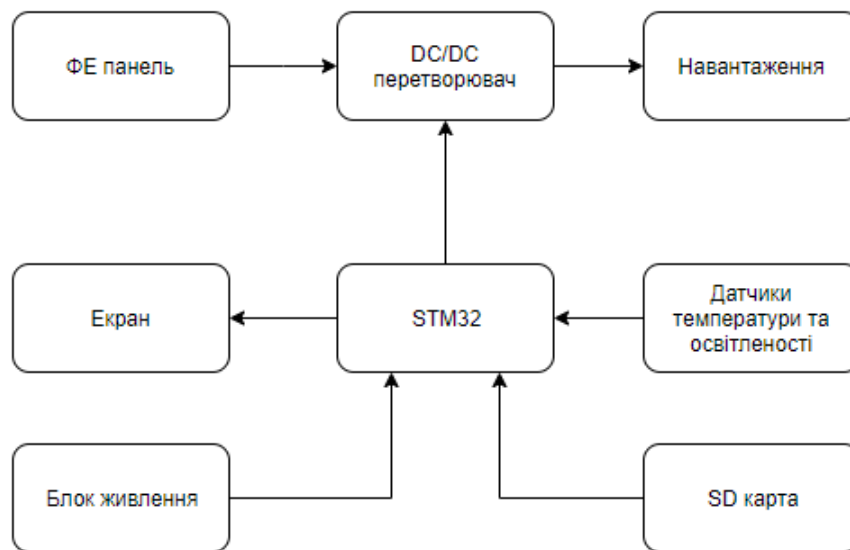 ФЕ панель
DC/DC
перетворювач
Навантаження
Екран
STM32
Датчики
температури та
освітленості
Блок живлення
SD карта